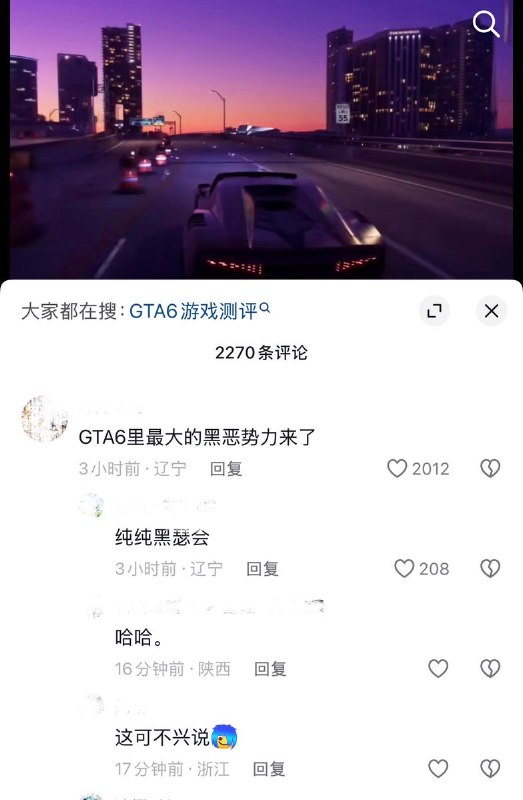 55
大家都在搜：GTA6游戏测评
2270条评论
GTA6里最大的黑恶势力来了
3小时前·辽宁 回复 2012
纯纯黑瑟会
3小时前·辽宁 回复 208
哈哈。
16分钟前·陕西 回复
这可不兴说
17分钟前·浙江 回复